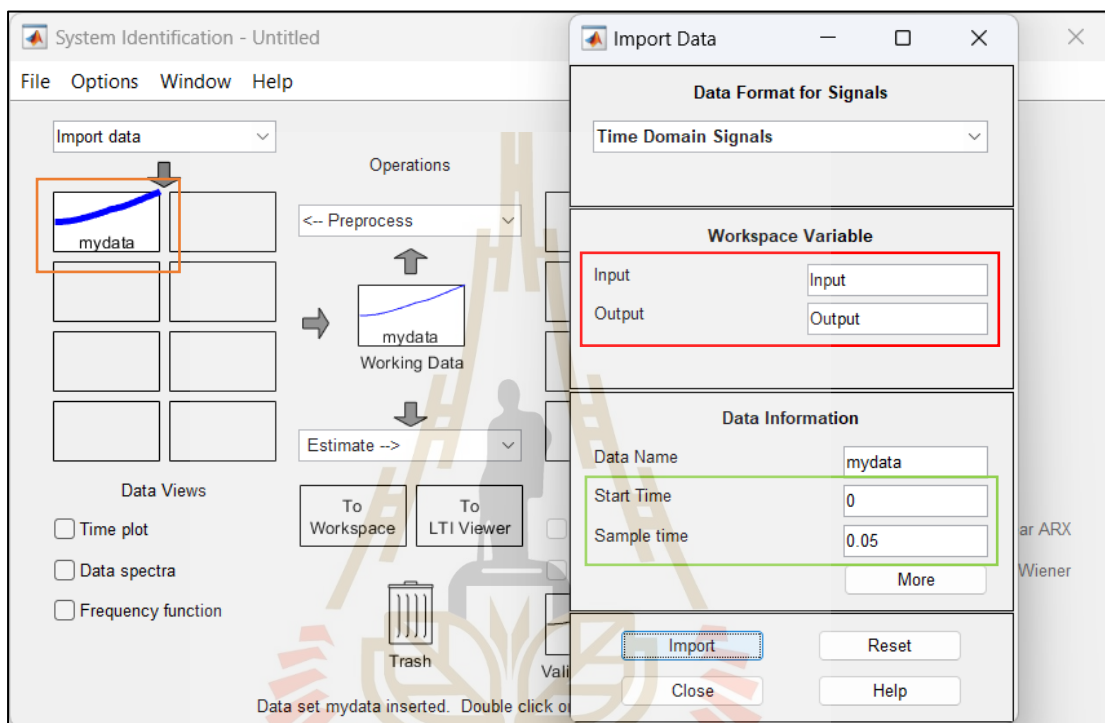 System Identification - Untitled
File Options Window Help
Import data
mydata
Operations
<-- Preprocess
mydata
Working Data
Estimate -->
Data Views
Time plot
Data spectra
Frequency function
To
Workspace
To
LTI Viewer
Trash
Vali
ar ARX
Wiener
Data set mydata inserted. Double click o
Import Data
Data Format for Signals
Time Domain Signals
Workspace Variable
Input Input
Output Output
Data Information
Data Name mydata
Start Time 0
Sample time 0.05
More
Import Reset
Close Help